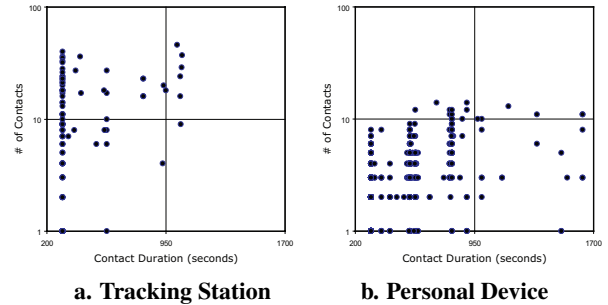 100
10
1
# of Contacts
200 950 1700
Contact Duration (seconds)
a. Tracking Station
100
10
1
# of Contacts
200 950 1700
Contact Duration (seconds)
b. Personal Device